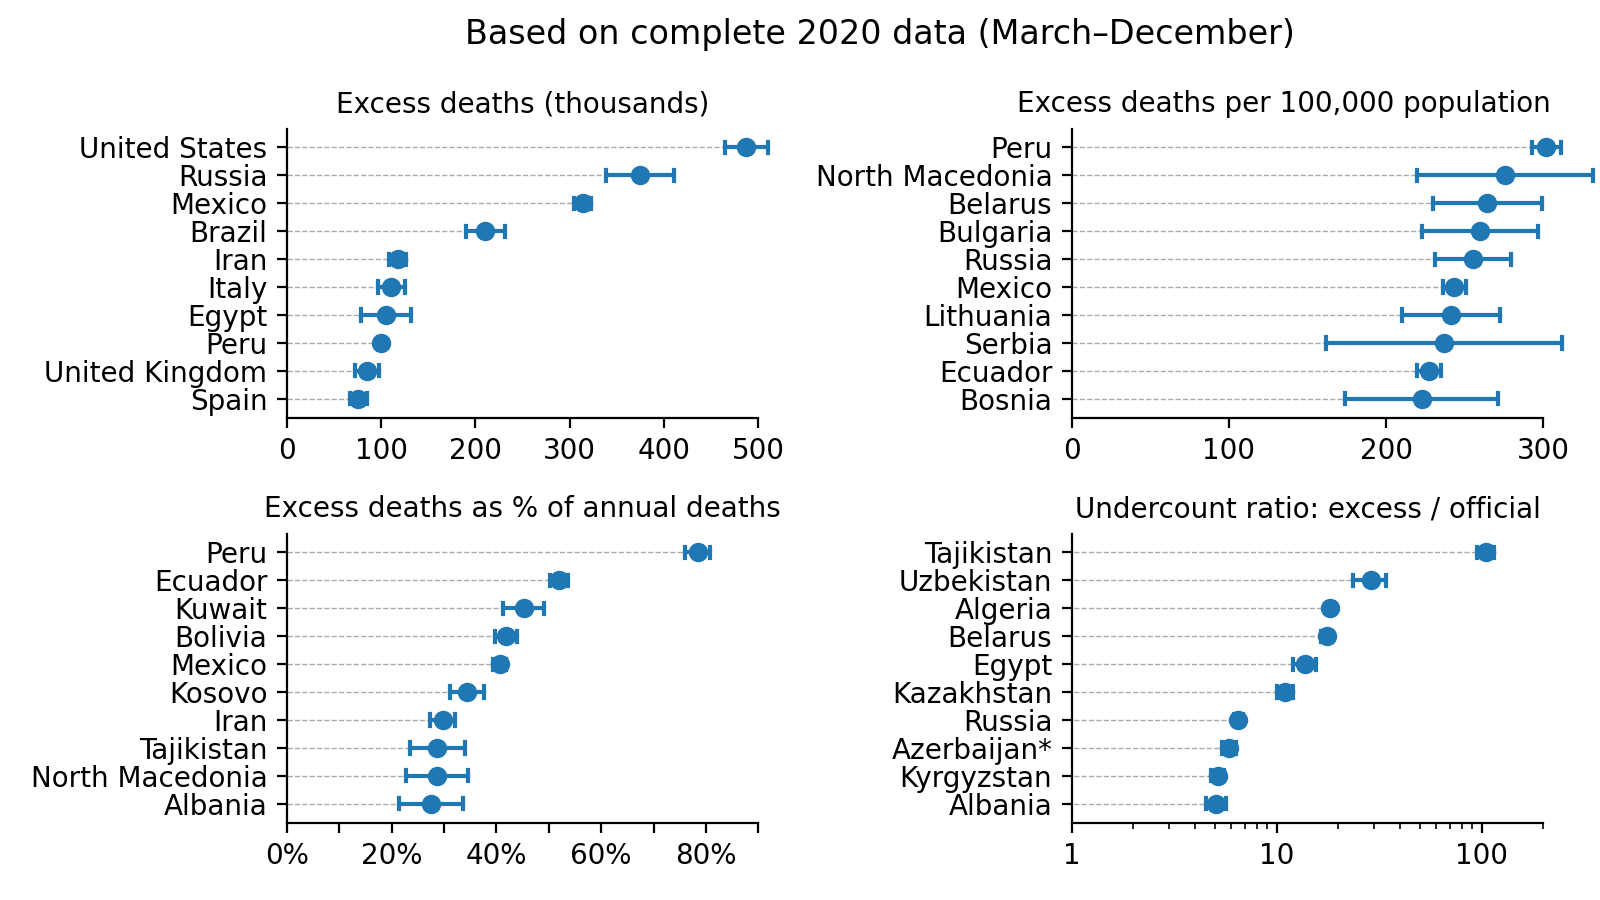 Based on complete 2020 data (March–December)
Excess deaths (thousands)
United States
Russia
Mexico
Brazil
Iran
Italy
Egypt
Peru
United Kingdom
Spain
0 100 200 300 400 500
Excess deaths per 100,000 population
Peru
North Macedonia
Belarus
Bulgaria
Russia
Mexico
Lithuania
Serbia
Ecuador
Bosnia
0 100 200 300
Excess deaths as % of annual deaths
Peru
Ecuador
Kuwait
Bolivia
Mexico
Kosovo
Iran
Tajikistan
North Macedonia
Albania
0% 20% 40% 60% 80%
Undercount ratio: excess / official
Tajikistan
Uzbekistan
Algeria
Belarus
Egypt
Kazakhstan
Russia
Azerbaijan*
Kyrgyzstan
Albania
1 10 100